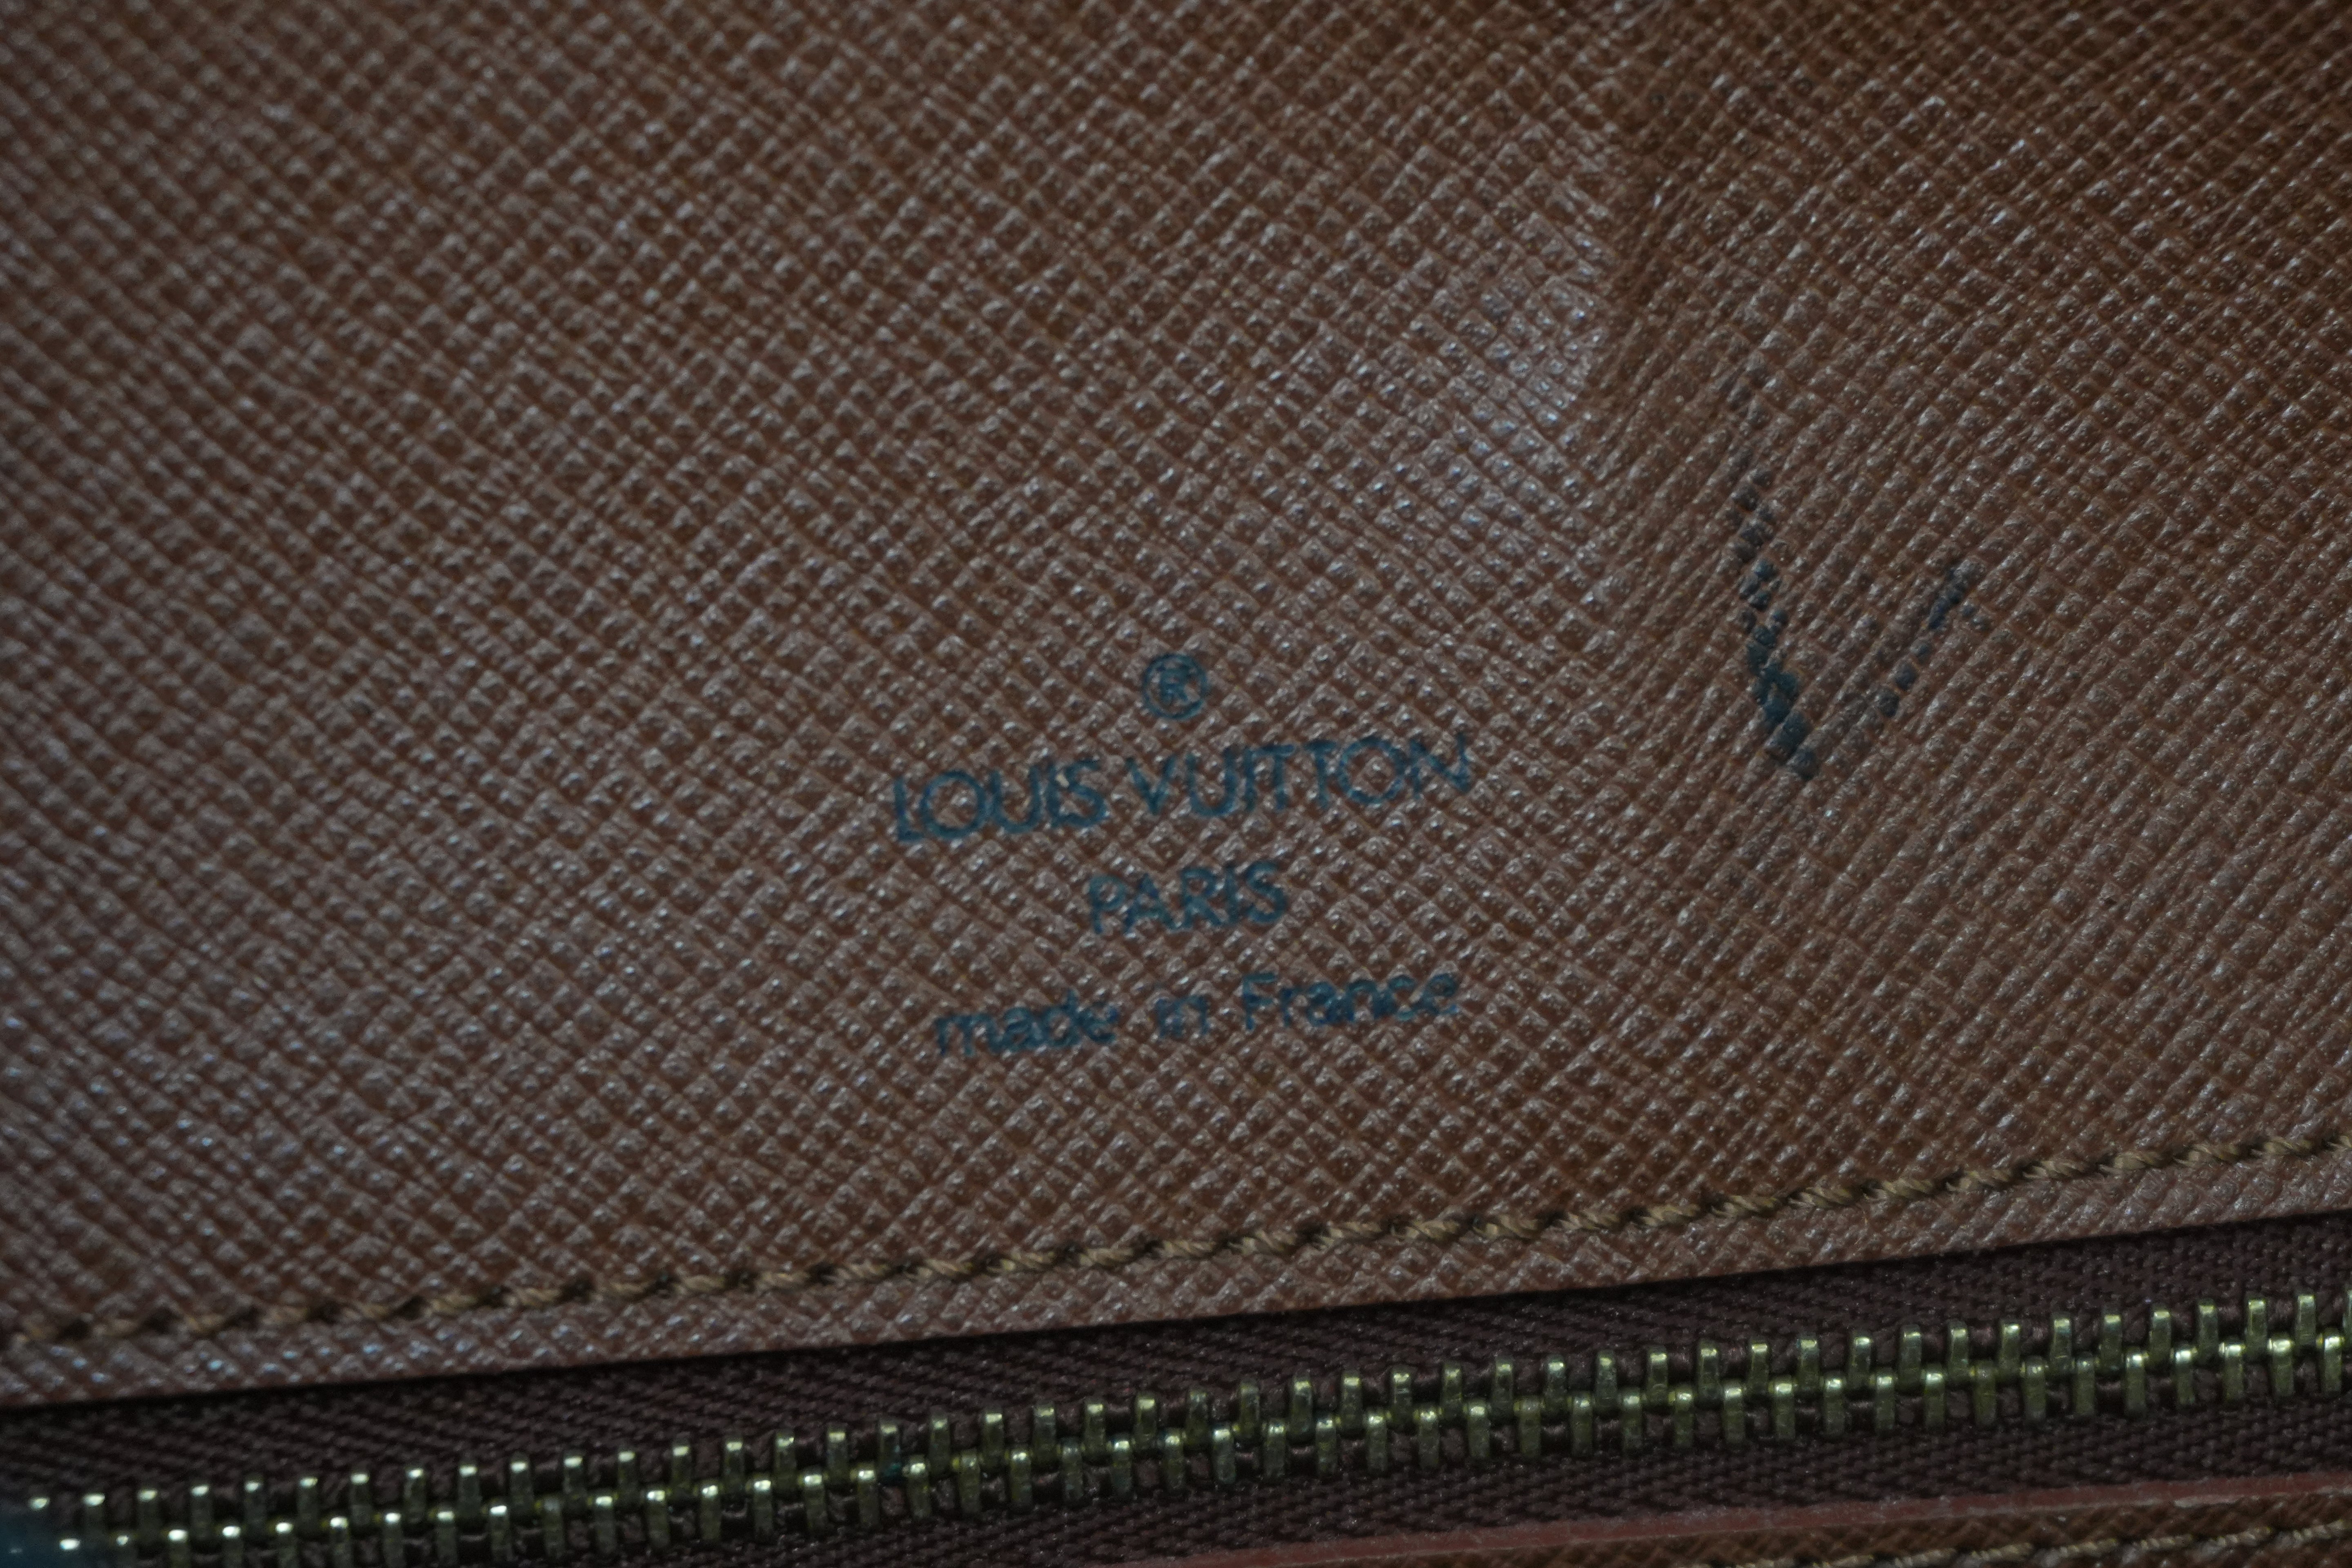 ®
LOUIS VUITTON
PARIS
made in France